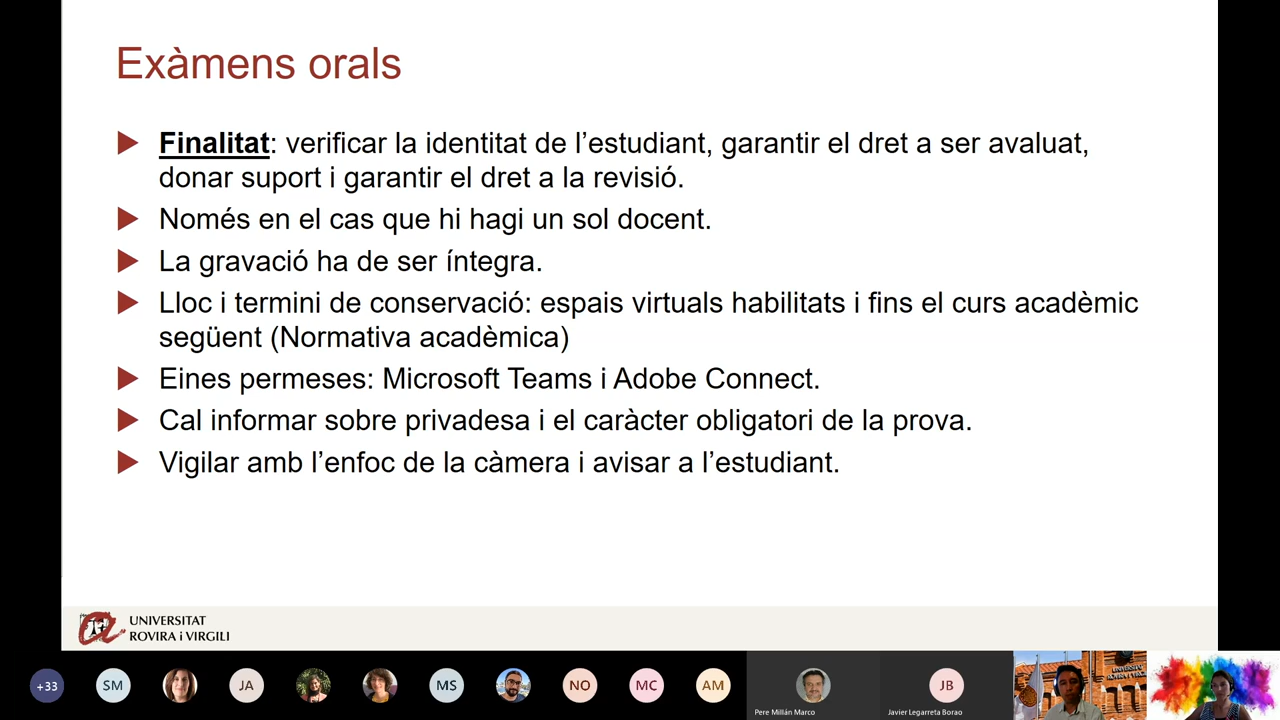 Exàmens orals
Finalitat: verificar la identitat de l’estudiant, garantir el dret a ser avaluat,
donar suport i garantir el dret a la revisió.
Només en el cas que hi hagi un sol docent.
La gravació ha de ser íntegra.
Lloc i termini de conservació: espais virtuals habilitats i fins el curs acadèmic
següent (Normativa acadèmica)
Eines permeses: Microsoft Teams i Adobe Connect.
Cal informar sobre privadesa i el caràcter obligatori de la prova.
Vigilar amb l’enfoc de la càmera i avisar a l’estudiant.
UNIVERSITAT
ROVIRA i VIRGILI
+33
SM
JA
MS
NO
MC
AM
Pere Millán Marco
JB
Javier Legarreta Borao